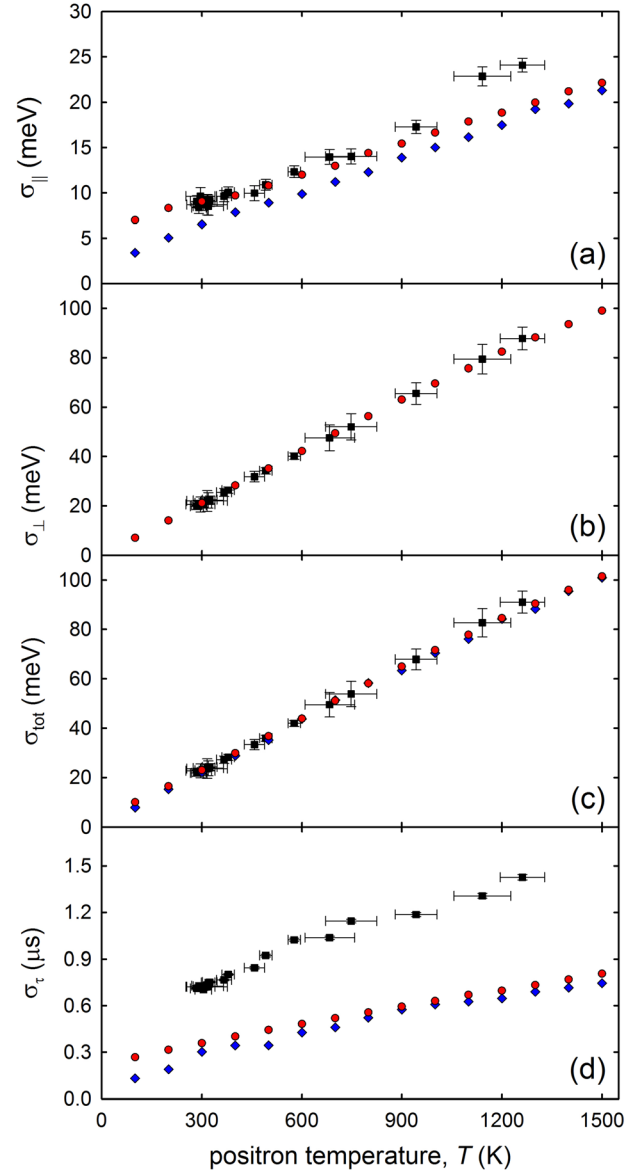 30
25
20
15
10
5
0
σ∥ (meV)
(a)
100
80
60
40
20
0
σ⊥ (meV)
(b)
100
80
60
40
20
0
σtot (meV)
(c)
1.5
1.2
0.9
0.6
0.3
0.0
στ (μs)
(d)
0 300 600 900 1200 1500
positron temperature, T (K)